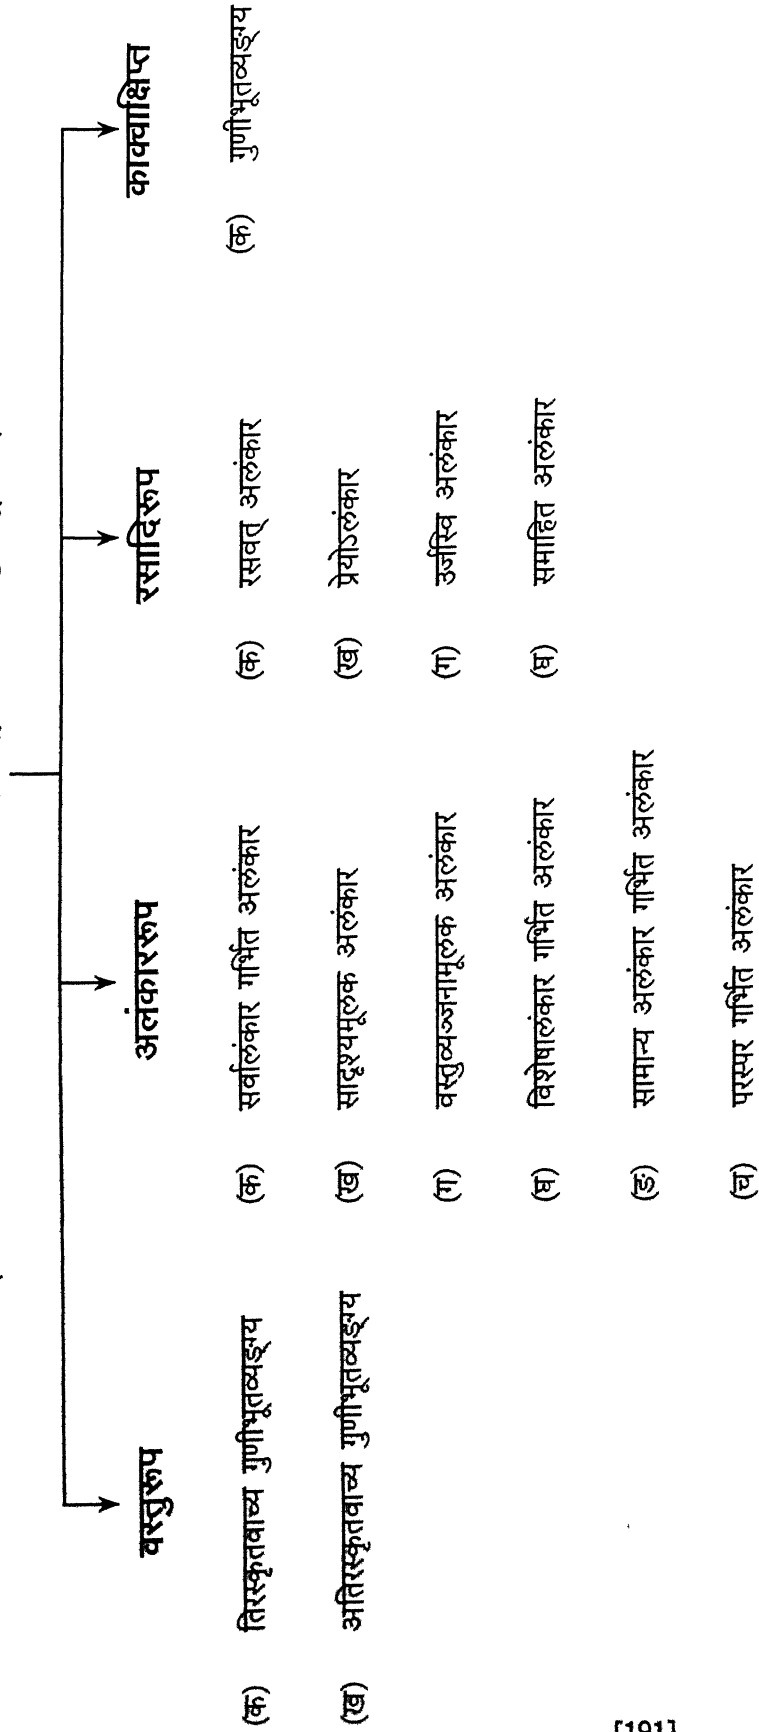 वस्तुरूप
(क) तिरस्कृतवाच्य गुणीभूतव्यङ्ग्य
(ख) अतिरस्कृतवाच्य गुणीभूतव्यङ्ग्य
अलंकाररूप
(क) सर्वालंकार गर्भित अलंकार
(ख) सादृश्यमूलक अलंकार
(ग) वस्तुव्यञ्जनामूलक अलंकार
(घ) विशेषालंकार गर्भित अलंकार
(ङ) सामान्य अलंकार गर्भित अलंकार
(च) परस्पर गर्भित अलंकार
रसादिरूप
(क) रसवत् अलंकार
(ख) प्रेयोऽलंकार
(ग) उर्जस्वि अलंकार
(घ) समाहित अलंकार
काक्वाक्षिप्त
(क) गुणीभूतव्यङ्ग्य
[191]